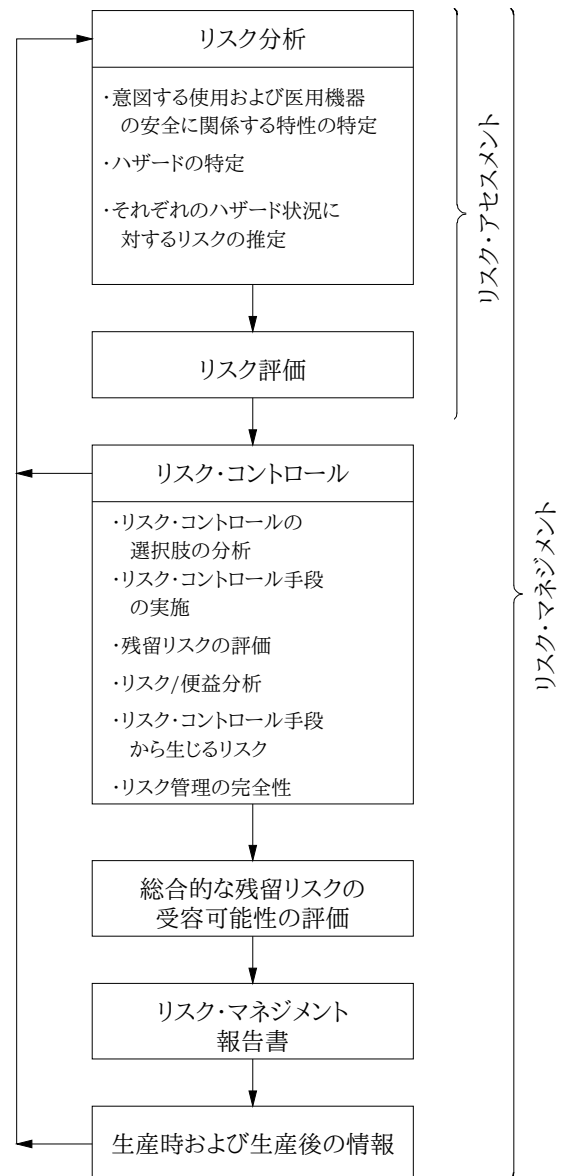 リスク分析
・意図する使用および医用機器
の安全に関係する特性の特定
・ハザードの特定
・それぞれのハザード状況に
対するリスクの推定
リスク評価
リスク・アセスメント
リスク・コントロール
・リスク・コントロールの
選択肢の分析
・リスク・コントロール手段
の実施
・残留リスクの評価
・リスク/便益分析
・リスク・コントロール手段
から生じるリスク
・リスク管理の完全性
総合的な残留リスクの
受容可能性の評価
リスク・マネジメント
報告書
生産時および生産後の情報
リスク・マネジメント